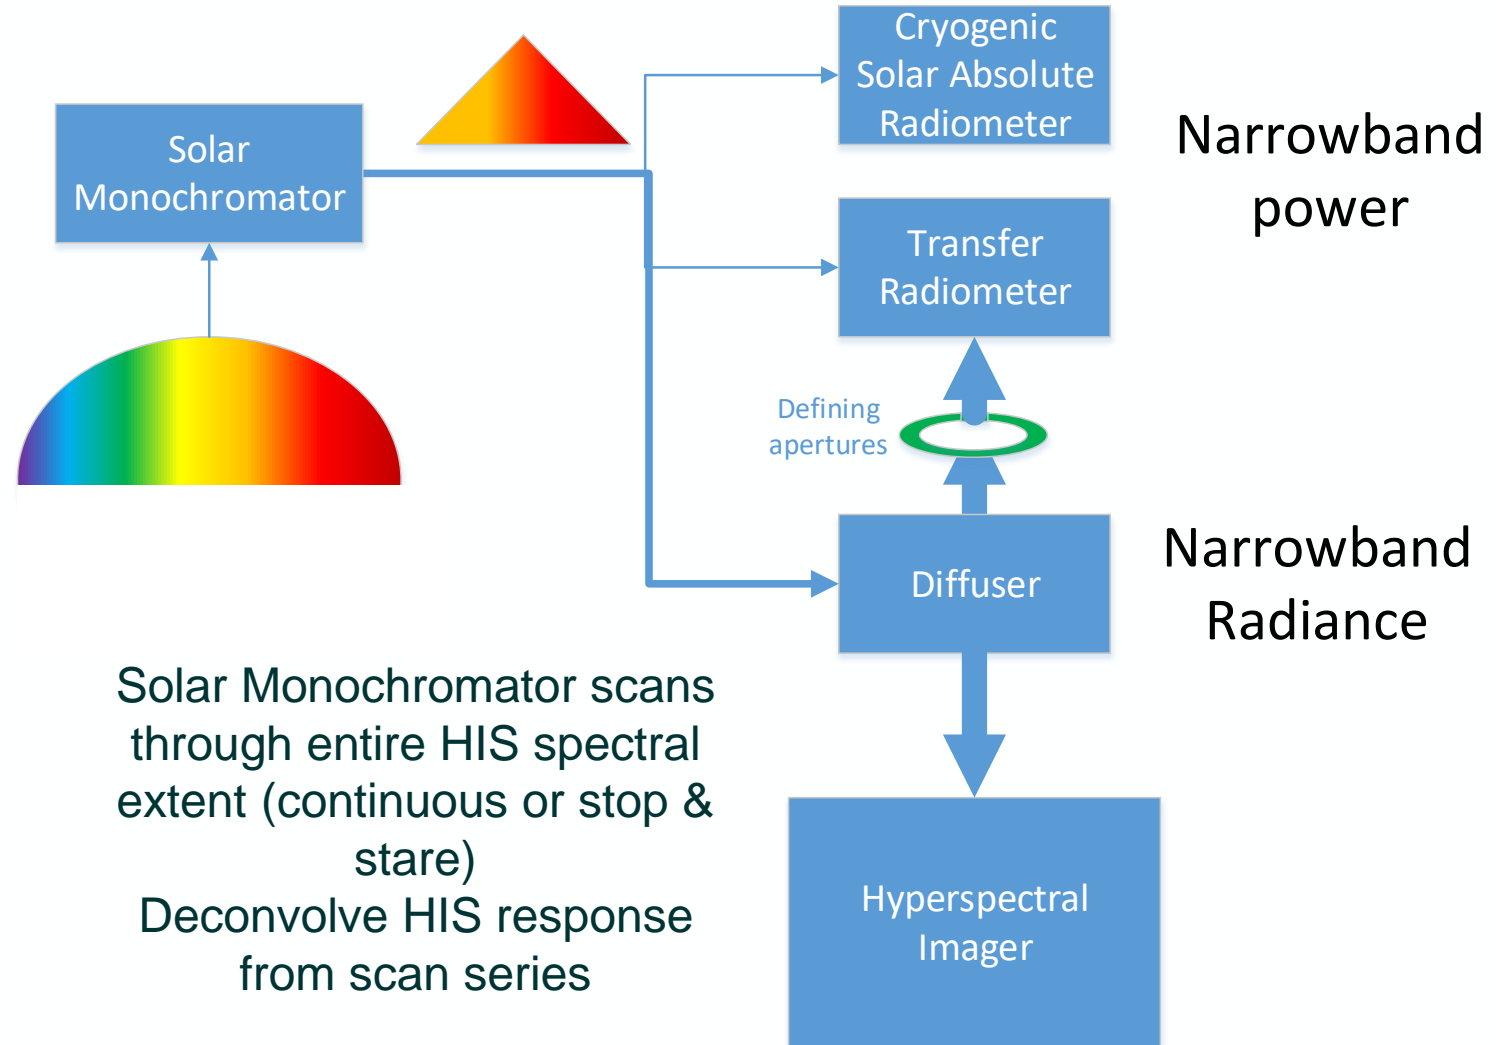 Cryogenic
Solar Absolute
Radiometer
Narrowband
power
Solar
Monochromator
Transfer
Radiometer
Defining
apertures
Diffuser
Narrowband
Radiance
Solar Monochromator scans
through entire HIS spectral
extent (continuous or stop &
stare)
Deconvolve HIS response
from scan series
Hyperspectral
Imager